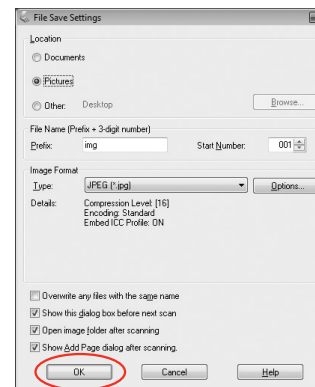 File Save Settings
Location
Documents
Pictures
Other: Desktop Browse...
File Name (Prefix + 3-digit number)
Prefix: img Start Number: 001
Image Format
Type: JPEG (*.jpg) Options...
Details: Compression Level: [16]
Encoding: Standard
Embed ICC Profile: ON
Overwrite any files with the same name
Show this dialog box before next scan
Open image folder after scanning
Show Add Page dialog after scanning.
OK Cancel Help